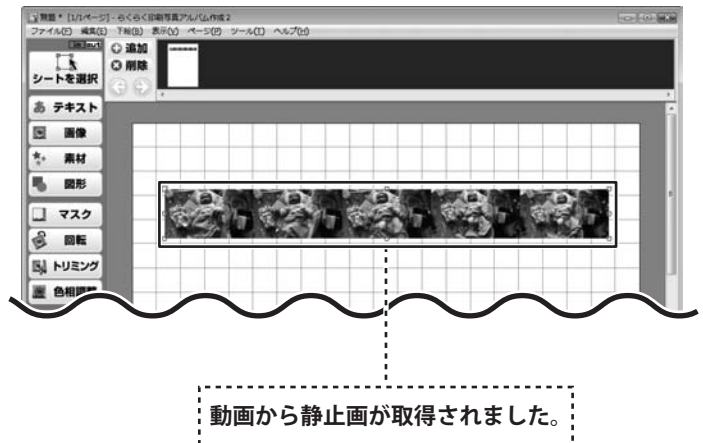 無題 * [1/1ページ] - らくらく印刷写真アルバム作成2
ファイル(F) 編集(E) 下絵(B) 表示(V) ページ(P) ツール(T) ヘルプ(H)
in out
シートを選択
追加
削除
あ テキスト
画像
素材
図形
マスク
回転
トリミング
色相調整
動画から静止画が取得されました。